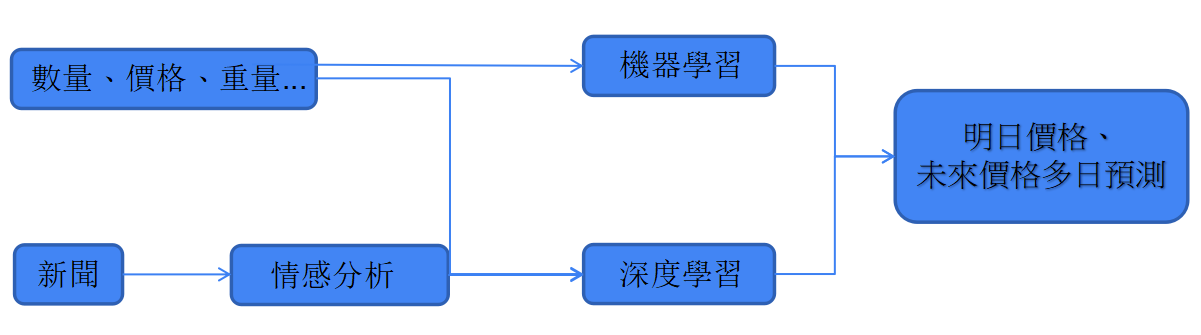 數量、價格、重量...
機器學習
明日價格、
未來價格多日預測
新聞
情感分析
深度學習